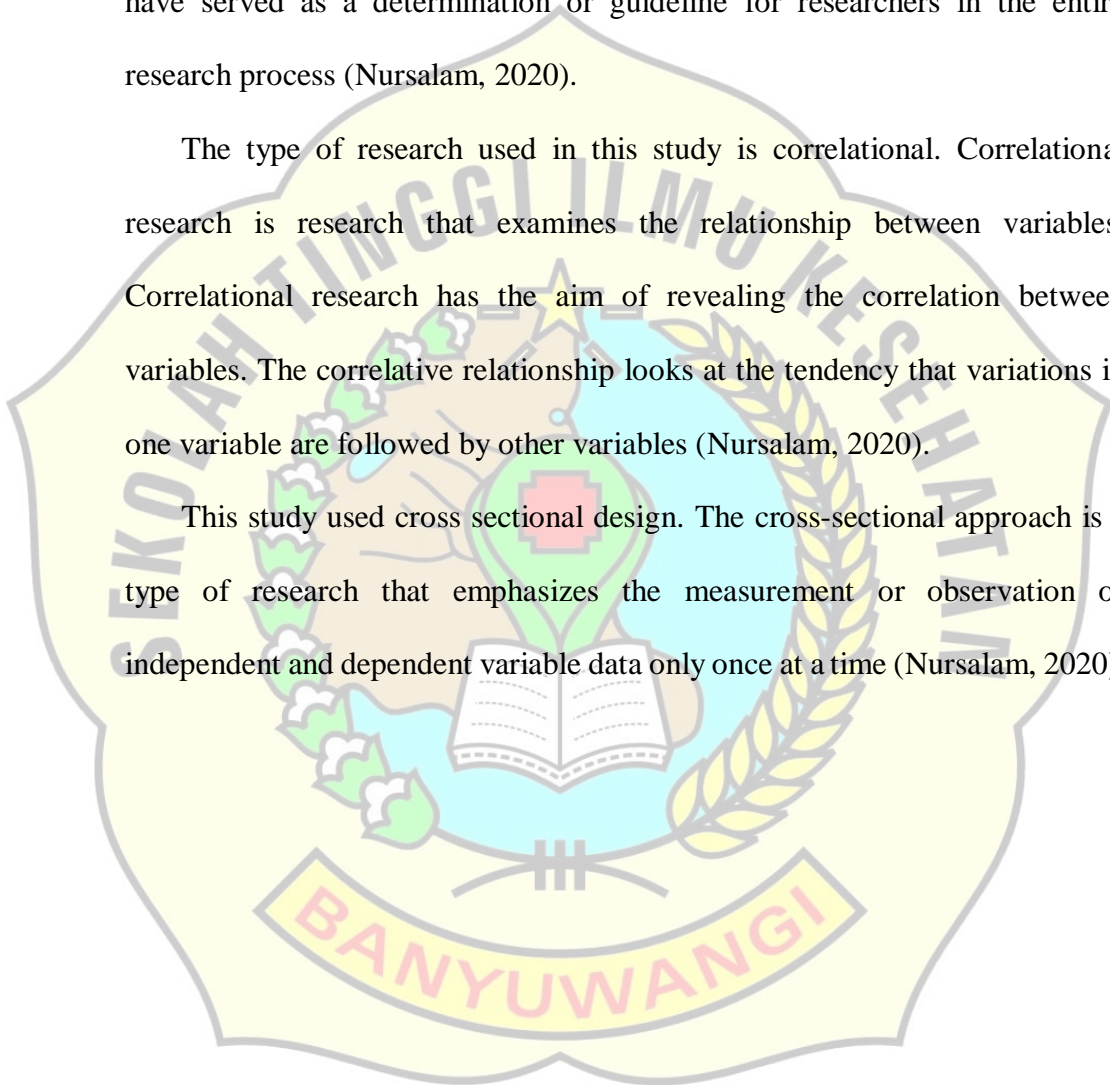 have served as a determination or guideline for researchers in the entir
research process (Nursalam, 2020).
The type of research used in this study is correlational. Correlationa
research is research that examines the relationship between variables
Correlational research has the aim of revealing the correlation betwee
variables. The correlative relationship looks at the tendency that variations i
one variable are followed by other variables (Nursalam, 2020).
This study used cross sectional design. The cross-sectional approach is
type of research that emphasizes the measurement or observation o
independent and dependent variable data only once at a time (Nursalam, 2020)
SEKOLAH TINGGI ILMU KESEHATAN
BANYUWANGI